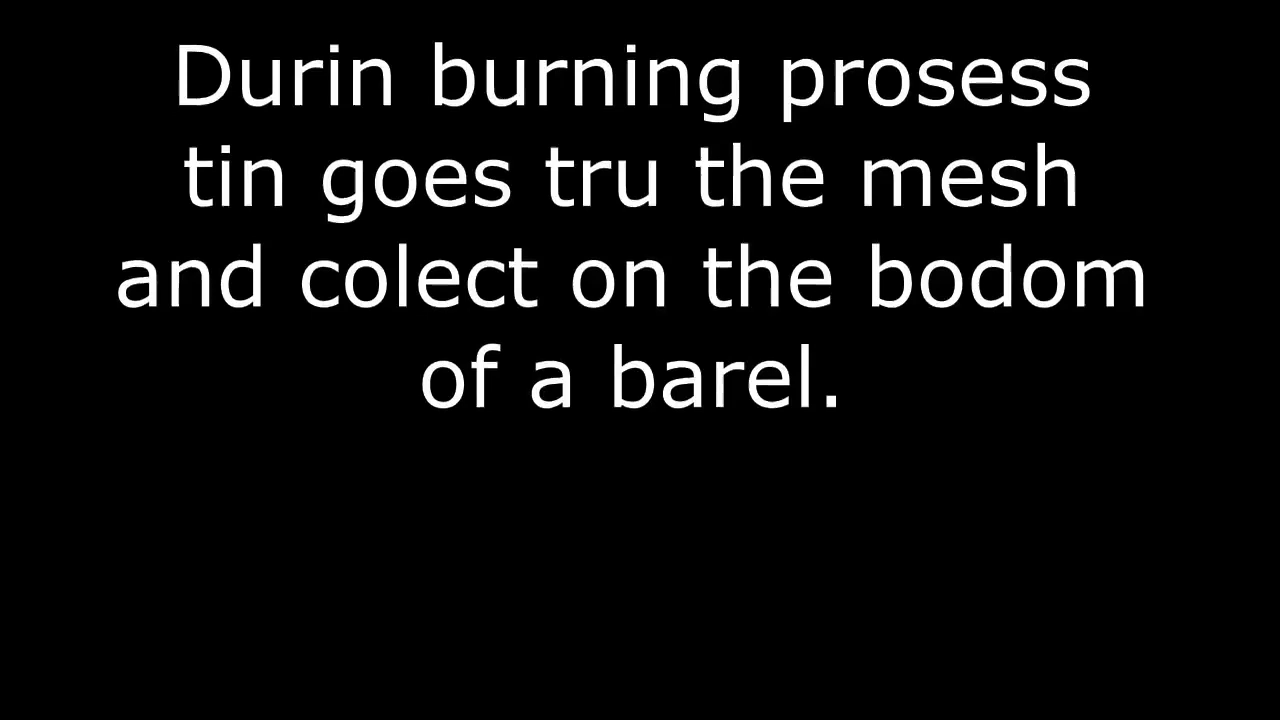 Durin burning prosess
tin goes tru the mesh
and colect on the bodom
of a barel.